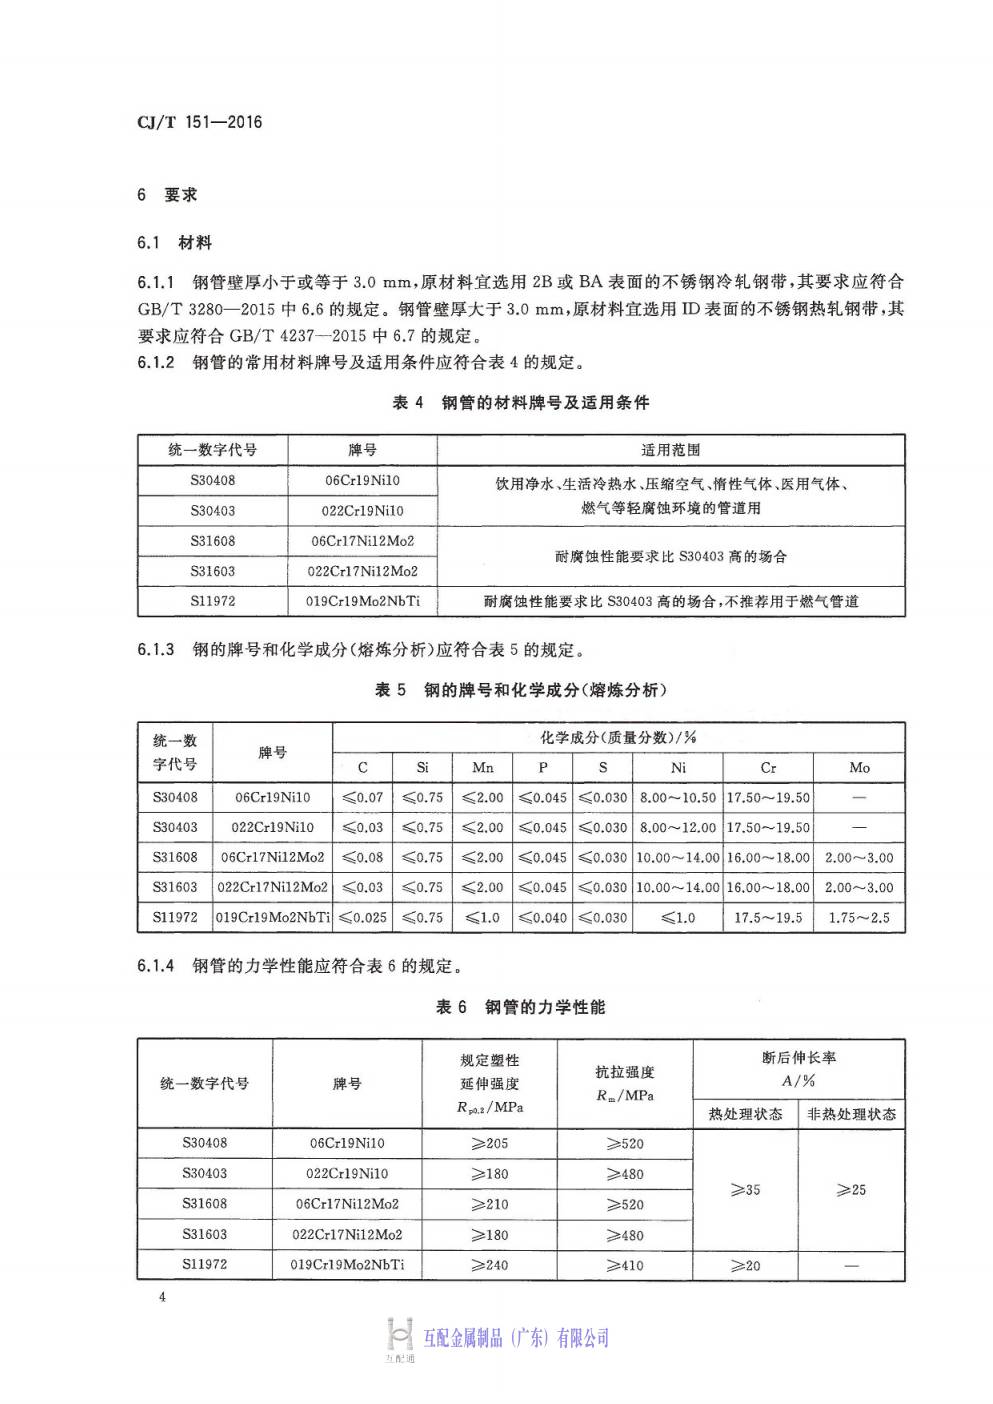 CJ/T 151—2016
6 要求
6.1 材料
6.1.1 钢管壁厚小于或等于 3.0 mm,原材料宜选用 2B 或 BA 表面的不锈钢冷轧钢带,其要求应符合
GB/T 3280—2015 中 6.6 的规定。钢管壁厚大于 3.0 mm,原材料宜选用 ID 表面的不锈钢热轧钢带,其
要求应符合 GB/T 4237—2015 中 6.7 的规定。
6.1.2 钢管的常用材料牌号及适用条件应符合表 4 的规定。
表 4 钢管的材料牌号及适用条件
统一数字代号 牌号 适用范围
S30408 06Cr19Ni10
饮用净水、生活冷热水、压缩空气、惰性气体、医用气体、
燃气等轻腐蚀环境的管道用
S30403 022Cr19Ni10
S31608 06Cr17Ni12Mo2
耐腐蚀性能要求比 S30403 高的场合
S31603 022Cr17Ni12Mo2
S11972 019Cr19Mo2NbTi 耐腐蚀性能要求比 S30403 高的场合,不推荐用于燃气管道
6.1.3 钢的牌号和化学成分(熔炼分析)应符合表 5 的规定。
表 5 钢的牌号和化学成分(熔炼分析)
统一数
字代号
牌号
化学成分(质量分数)/%
C Si Mn P S Ni Cr Mo
S30408 06Cr19Ni10 ≤0.07 ≤0.75 ≤2.00 ≤0.045 ≤0.030 8.00～10.50 17.50～19.50 —
S30403 022Cr19Ni10 ≤0.03 ≤0.75 ≤2.00 ≤0.045 ≤0.030 8.00～12.00 17.50～19.50 —
S31608 06Cr17Ni12Mo2 ≤0.08 ≤0.75 ≤2.00 ≤0.045 ≤0.030 10.00～14.00 16.00～18.00 2.00～3.00
S31603 022Cr17Ni12Mo2 ≤0.03 ≤0.75 ≤2.00 ≤0.045 ≤0.030 10.00～14.00 16.00～18.00 2.00～3.00
S11972 019Cr19Mo2NbTi ≤0.025 ≤0.75 ≤1.0 ≤0.040 ≤0.030 ≤1.0 17.5～19.5 1.75～2.5
6.1.4 钢管的力学性能应符合表 6 的规定。
表 6 钢管的力学性能
统一数字代号
牌号
规定塑性
延伸强度
Rp0.2/MPa
抗拉强度
Rm/MPa
断后伸长率
A/%
热处理状态 非热处理状态
S30408 06Cr19Ni10 ≥205 ≥520
S30403 022Cr19Ni10 ≥180 ≥480
≥35 ≥25
S31608 06Cr17Ni12Mo2 ≥210 ≥520
S31603 022Cr17Ni12Mo2 ≥180 ≥480
S11972 019Cr19Mo2NbTi ≥240 ≥410 ≥20 —
4
互配金属制品（广东）有限公司
互配通